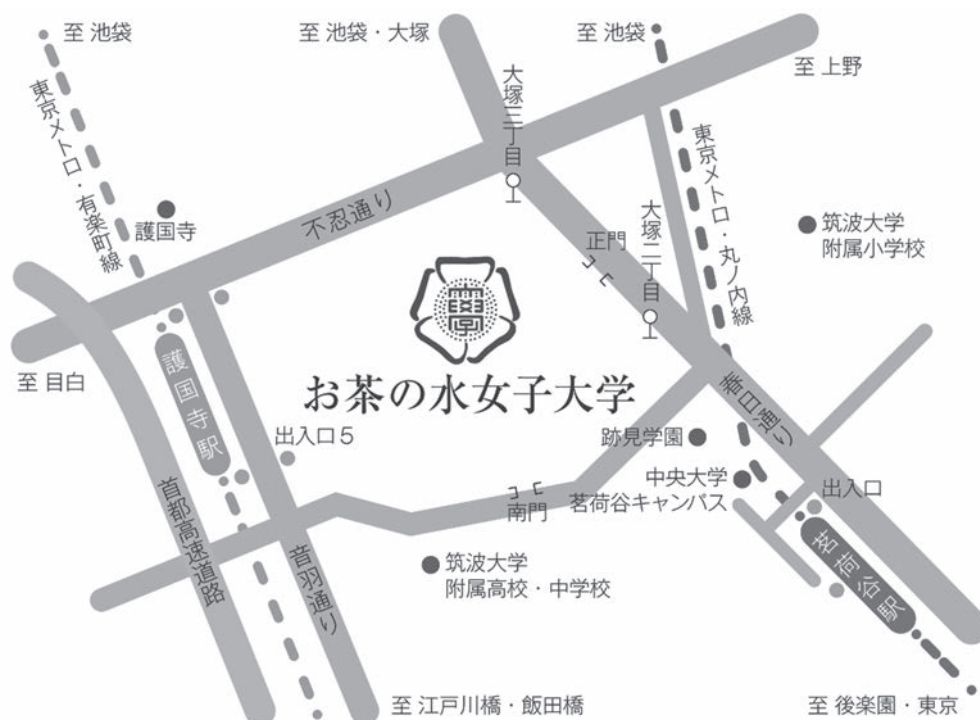 至 池袋
至 池袋・大塚
至 池袋
至 上野
大塚三丁目
東京メトロ・有楽町線
東京メトロ・丸ノ内線
護国寺
不忍通り
正門
大塚二丁目
筑波大学
附属小学校
至 目白
護国寺駅
お茶の水女子大学
春日通り
出入口5
跡見学園
中央大学
茗荷谷キャンパス
出入口
首都高速道路
南門
音羽通り
筑波大学
附属高校・中学校
茗荷谷駅
至 江戸川橋・飯田橋
至 後楽園・東京